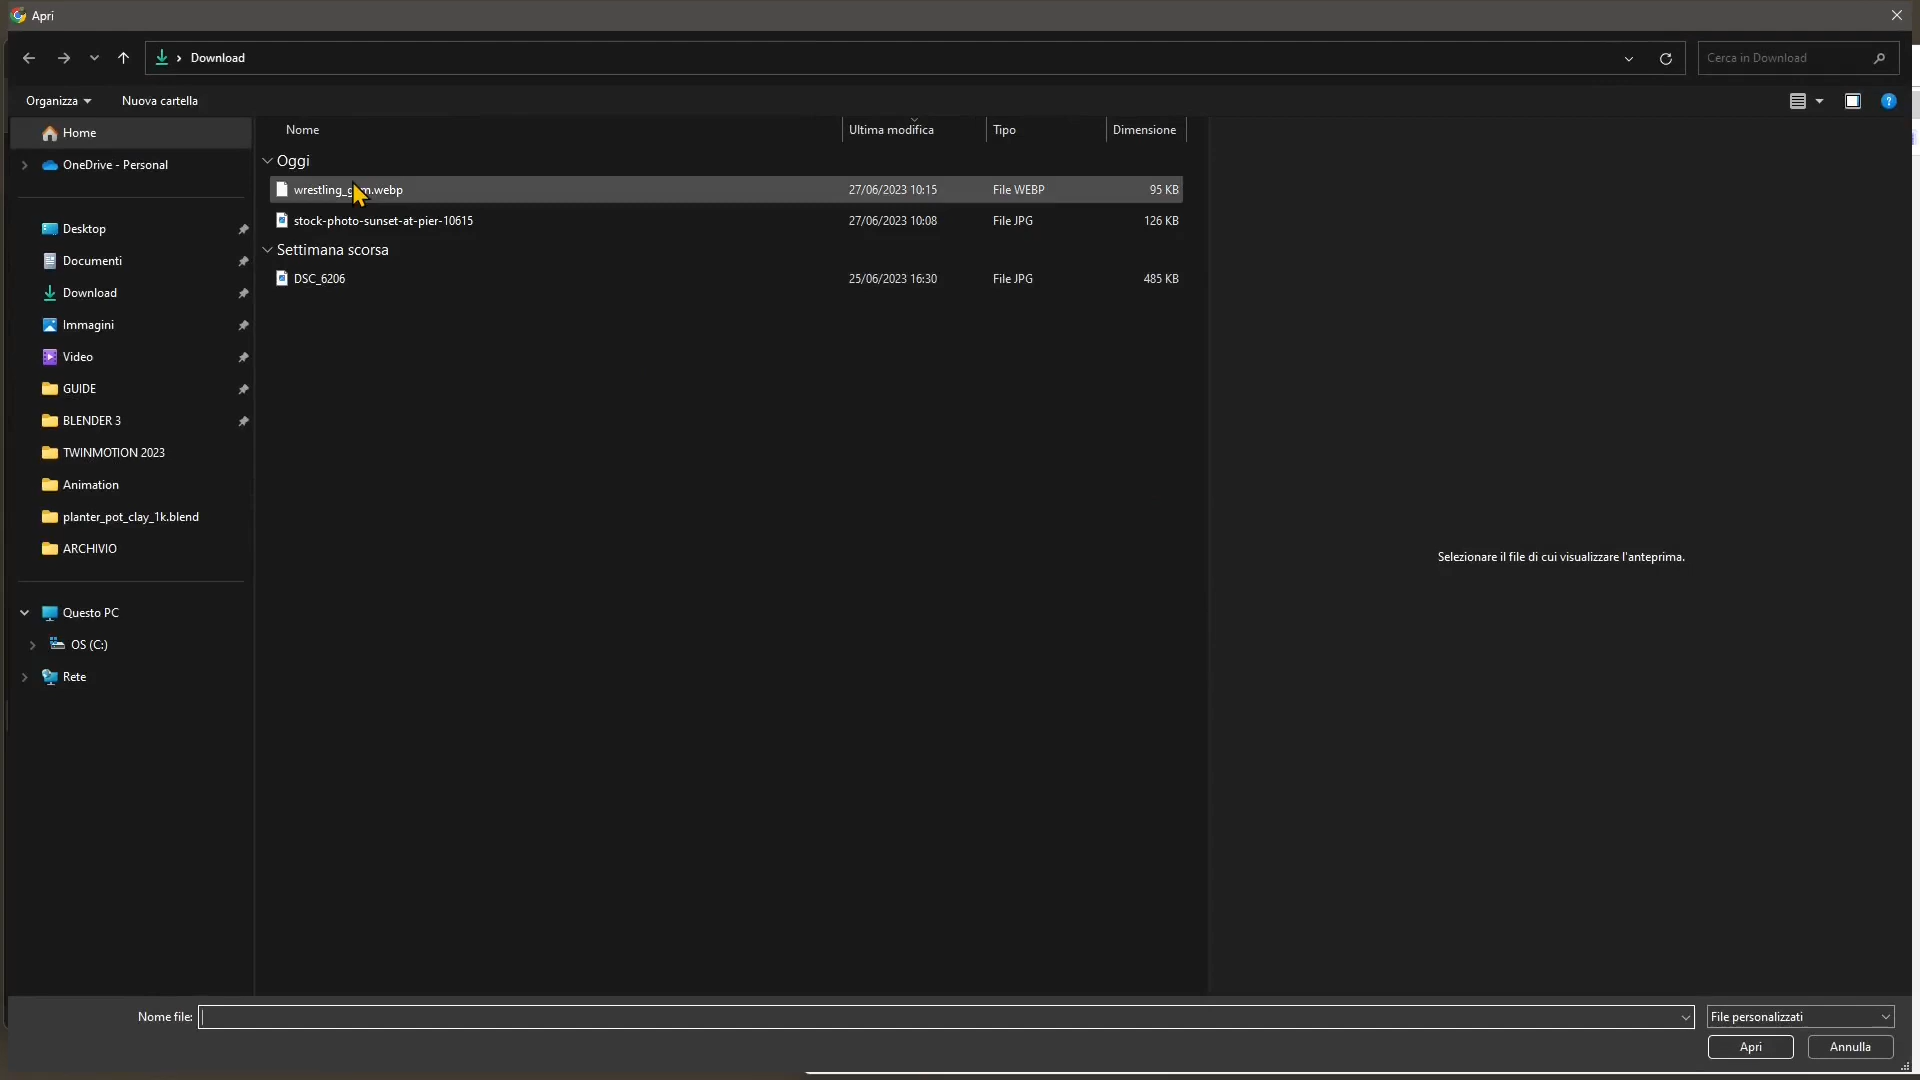 Apri
Download
Cerca in Download
Organizza
Nuova cartella
Home
OneDrive - Personal
Desktop
Documenti
Download
Immagini
Video
GUIDE
BLENDER 3
TWINMOTION 2023
Animation
planter_pot_clay_1k.blend
ARCHIVIO
Questo PC
OS (C:)
Rete
Nome Ultima modifica Tipo Dimensione
Oggi
27/06/2023 10:15 File WEBP 95 KB
stock-photo-sunset-at-pier-10615 27/06/2023 10:08 File JPG 126 KB
Settimana scorsa
DSC_6206 25/06/2023 16:30 File JPG 485 KB
Selezionare il file di cui visualizzare l'anteprima.
Nome file:
File personalizzati
Apri
Annulla